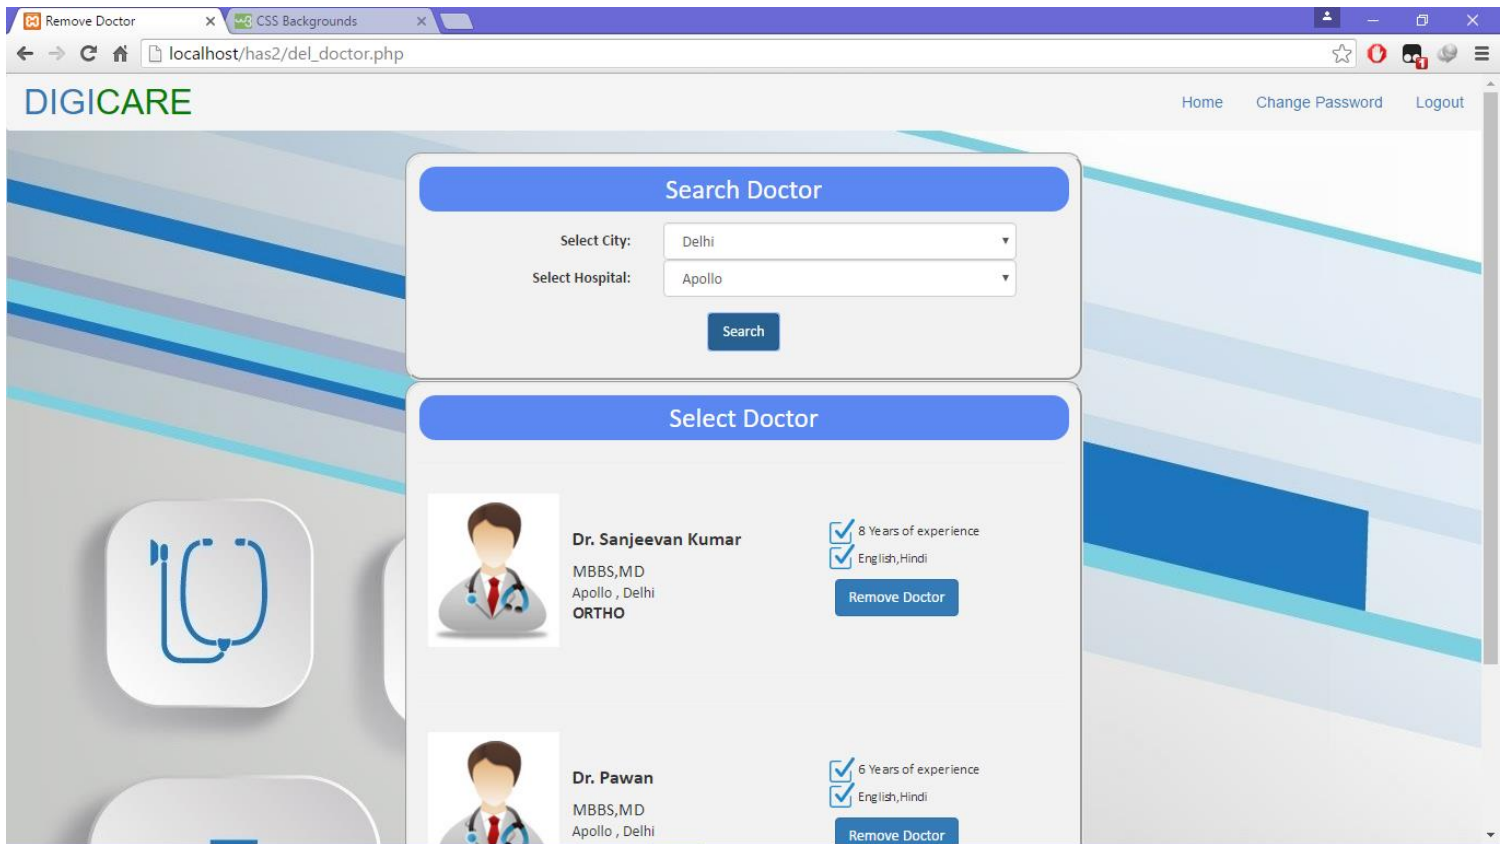 Remove Doctor
CSS Backgrounds
localhost/has2/del_doctor.php
1
DIGICARE
Home Change Password Logout
Search Doctor
Select City: Delhi
Select Hospital: Apollo
Search
Select Doctor
Dr. Sanjeevan Kumar
MBBS,MD
Apollo , Delhi
ORTHO
8 Years of experience
English,Hindi
Remove Doctor
Dr. Pawan
MBBS,MD
Apollo , Delhi
6 Years of experience
English,Hindi
Remove Doctor